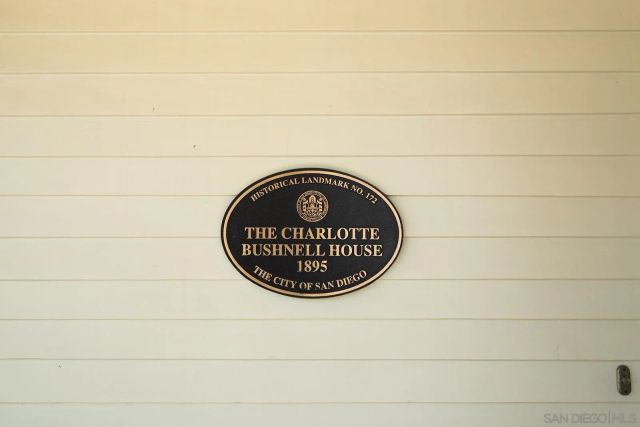 HISTORICAL LANDMARK NO. 172
THE CHARLOTTE
BUSHNELL HOUSE
1895
THE CITY OF SAN DIEGO
SAN DIEGO|MLS